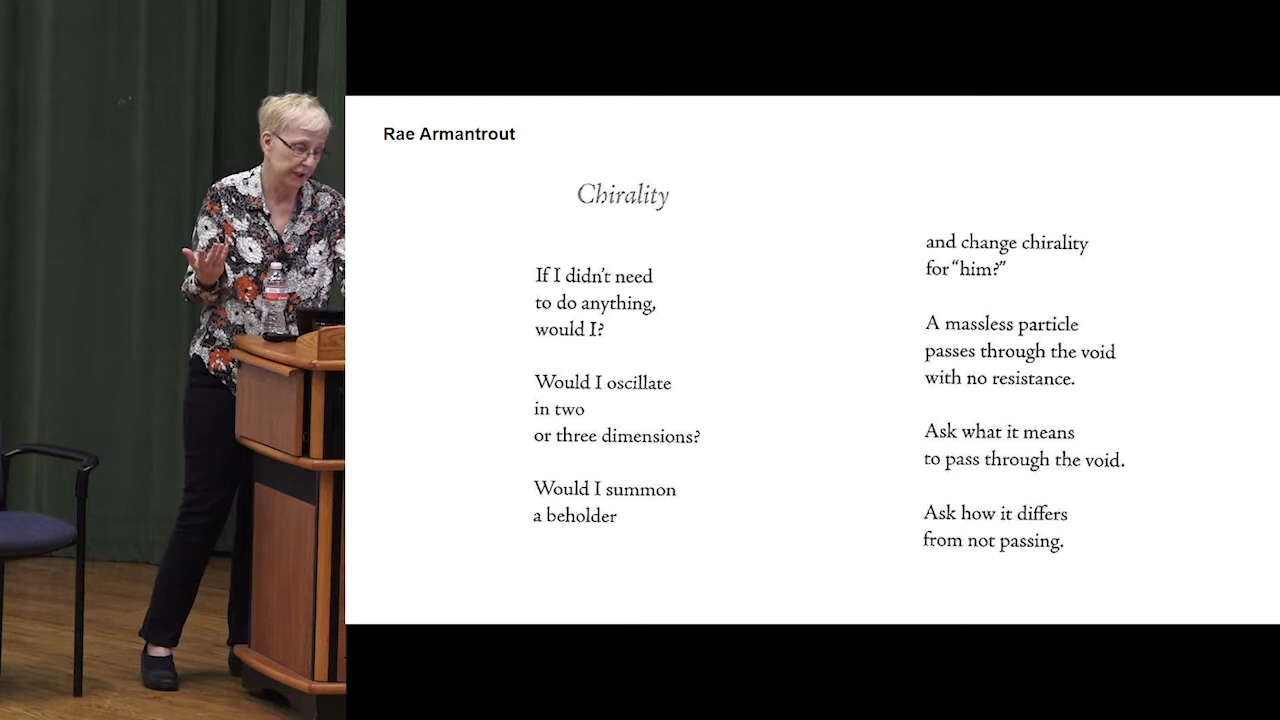 Rae Armantrout
Chirality
If I didn't need
to do anything,
would I?
Would I oscillate
in two
or three dimensions?
Would I summon
a beholder
and change chirality
for “him?”
A massless particle
passes through the void
with no resistance.
Ask what it means
to pass through the void.
Ask how it differs
from not passing.